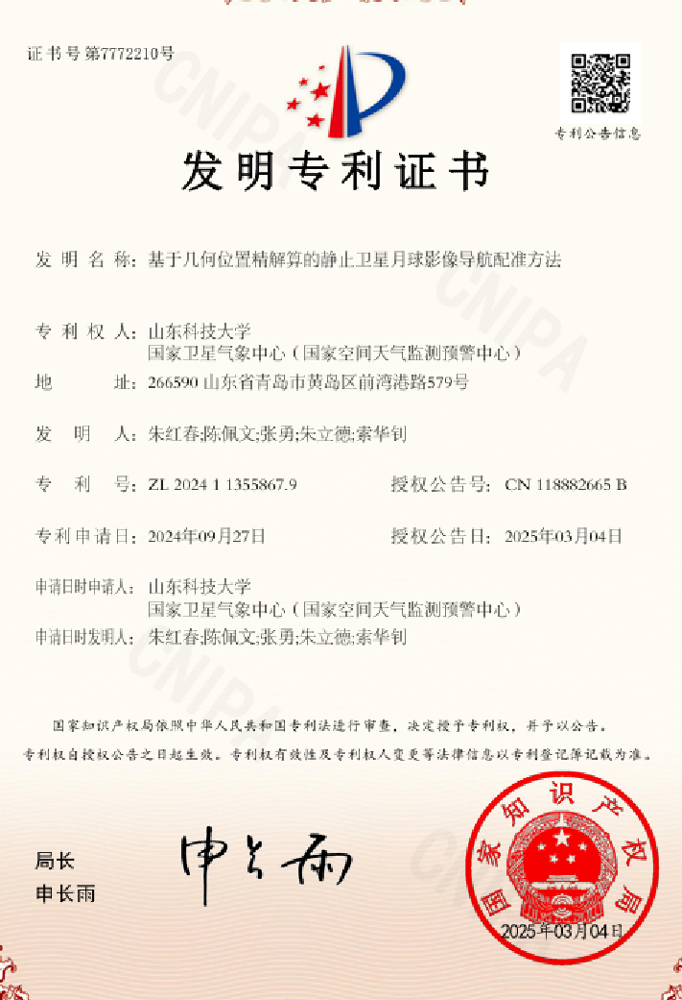 证书号第7772210号
专利公告信息
发明专利证书
发明名称：基于几何位置精解算的静止卫星月球影像导航配准方法
专利权人：山东科技大学
国家卫星气象中心（国家空间天气监测预警中心）
地址：266590 山东省青岛市黄岛区前湾港路579号
发明人：朱红春;陈佩文;张勇;朱立德;索华钊
专利号：ZL 2024 1 1355867.9 授权公告号：CN 118882665 B
专利申请日：2024年09月27日 授权公告日：2025年03月04日
申请日时申请人：山东科技大学
国家卫星气象中心（国家空间天气监测预警中心）
申请日时发明人：朱红春;陈佩文;张勇;朱立德;索华钊
国家知识产权局依照中华人民共和国专利法进行审查，决定授予专利权，并予以公告。
专利权自授权公告之日起生效。专利权有效性及专利权人变更等法律信息以专利登记簿记载为准。
局长
申长雨
申长雨
国家知识产权局
2025年03月04日
CNIPA
CNIPA
CNIPA
CNIPA